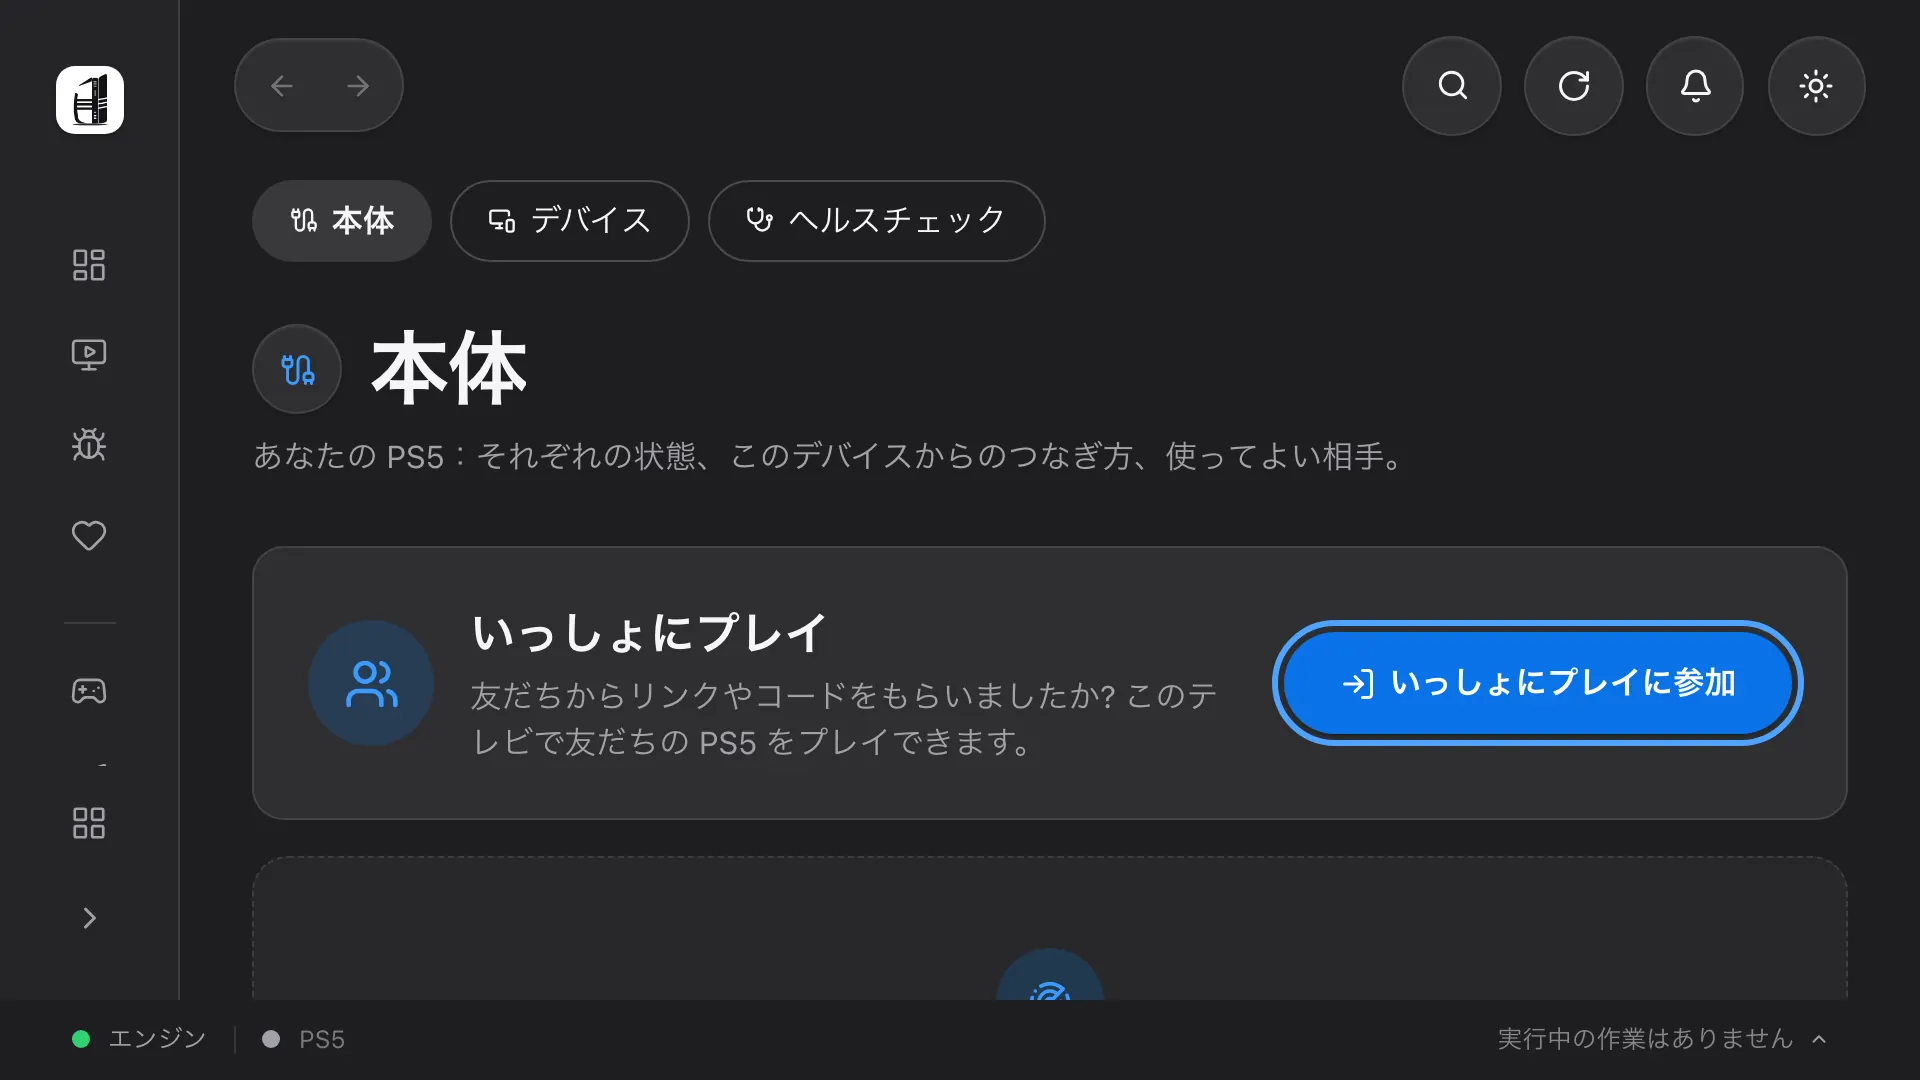 本体
デバイス
ヘルスチェック
本体
あなたの PS5：それぞれの状態、このデバイスからのつなぎ方、使ってよい相手。
いっしょにプレイ
友だちからリンクやコードをもらいましたか? このテ
レビで友だちの PS5 をプレイできます。
いっしょにプレイに参加
エンジン
PS5
実行中の作業はありません